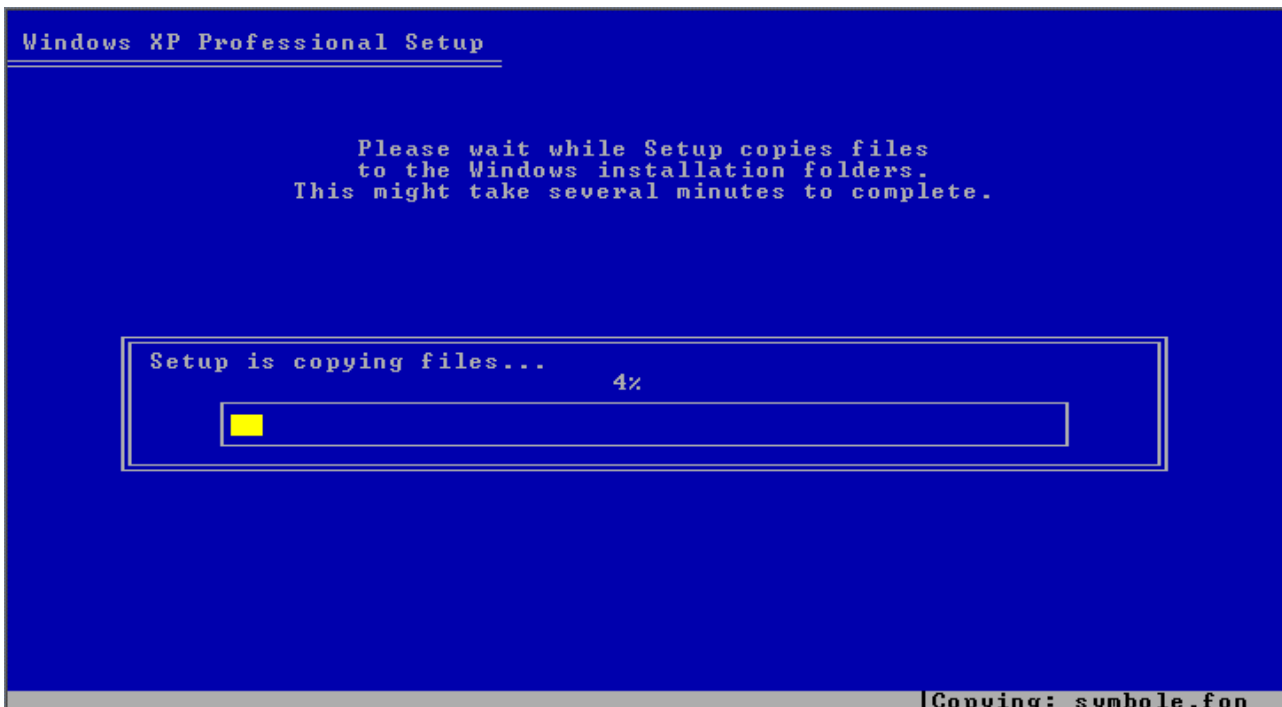 Windows XP Professional Setup
Please wait while Setup copies files
to the Windows installation folders.
This might take several minutes to complete.
Setup is copying files...
4%
Copying: symbole.fon